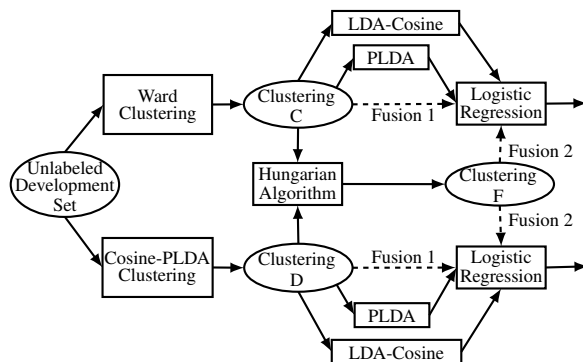 LDA-Cosine
PLDA
Ward
Clustering
Clustering
C
Fusion 1
Logistic
Regression
Fusion 2
Unlabeled
Development
Set
Hungarian
Algorithm
Clustering
F
Fusion 2
Cosine-PLDA
Clustering
Clustering
D
Fusion 1
Logistic
Regression
PLDA
LDA-Cosine